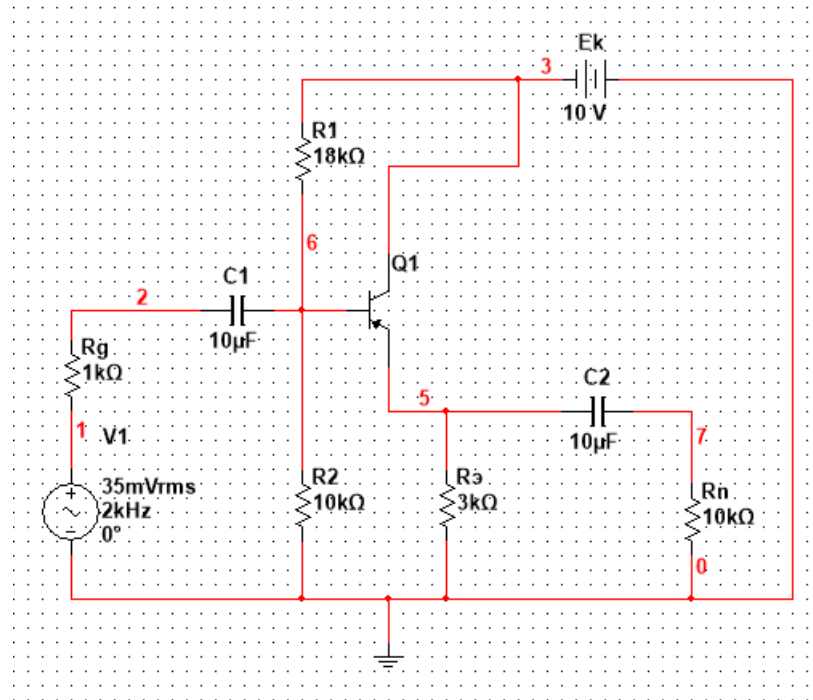 Ek
3
10 V
R1
18kΩ
6
Q1
C1
2
10µF
Rg
1kΩ
C2
5
10µF
1
V1
7
35mVrms
2kHz
0°
R2
10kΩ
Rэ
3kΩ
Rn
10kΩ
0